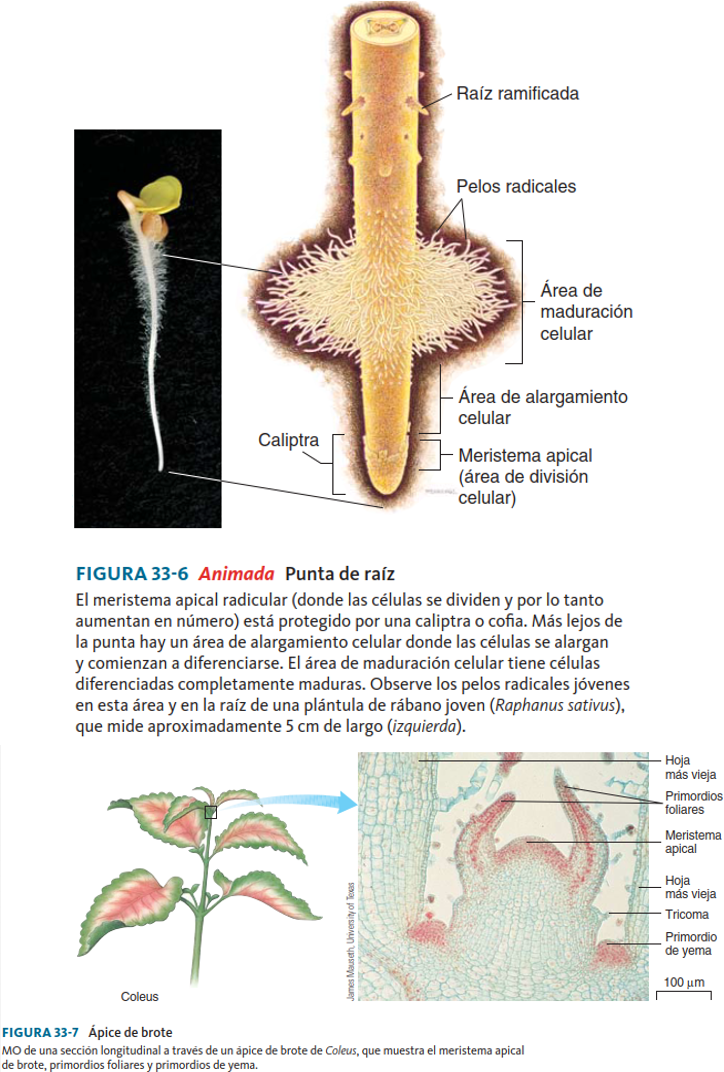 Raíz ramificada
Pelos radicales
Área de
maduración
celular
Área de alargamiento
celular
Caliptra
Meristema apical
(área de división
celular)
FIGURA 33-6 Animada Punta de raíz
El meristema apical radicular (donde las células se dividen y por lo tanto
aumentan en número) está protegido por una caliptra o cofia. Más lejos de
la punta hay un área de alargamiento celular donde las células se alargan
y comienzan a diferenciarse. El área de maduración celular tiene células
diferenciadas completamente maduras. Observe los pelos radicales jóvenes
en esta área y en la raíz de una plántula de rábano joven (Raphanus sativus),
que mide aproximadamente 5 cm de largo (izquierda).
Hoja
más vieja
Primordios
foliares
Meristema
apical
Hoja
más vieja
Tricoma
Primordio
de yema
100 µm
James Mauseth, University of Texas
Coleus
FIGURA 33-7 Ápice de brote
MO de una sección longitudinal a través de un ápice de brote de Coleus, que muestra el meristema apical
de brote, primordios foliares y primordios de yema.